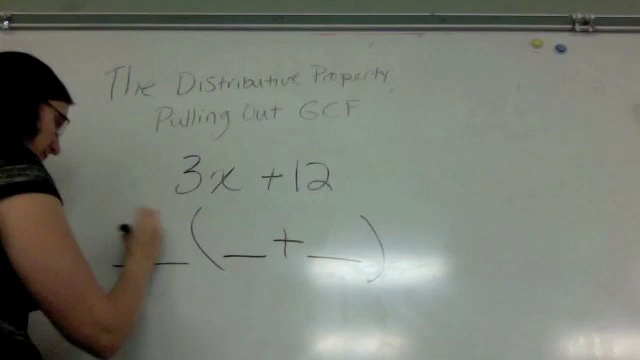 The Distributive Property
Pulling Out GCF
3x + 12
__(__+__)